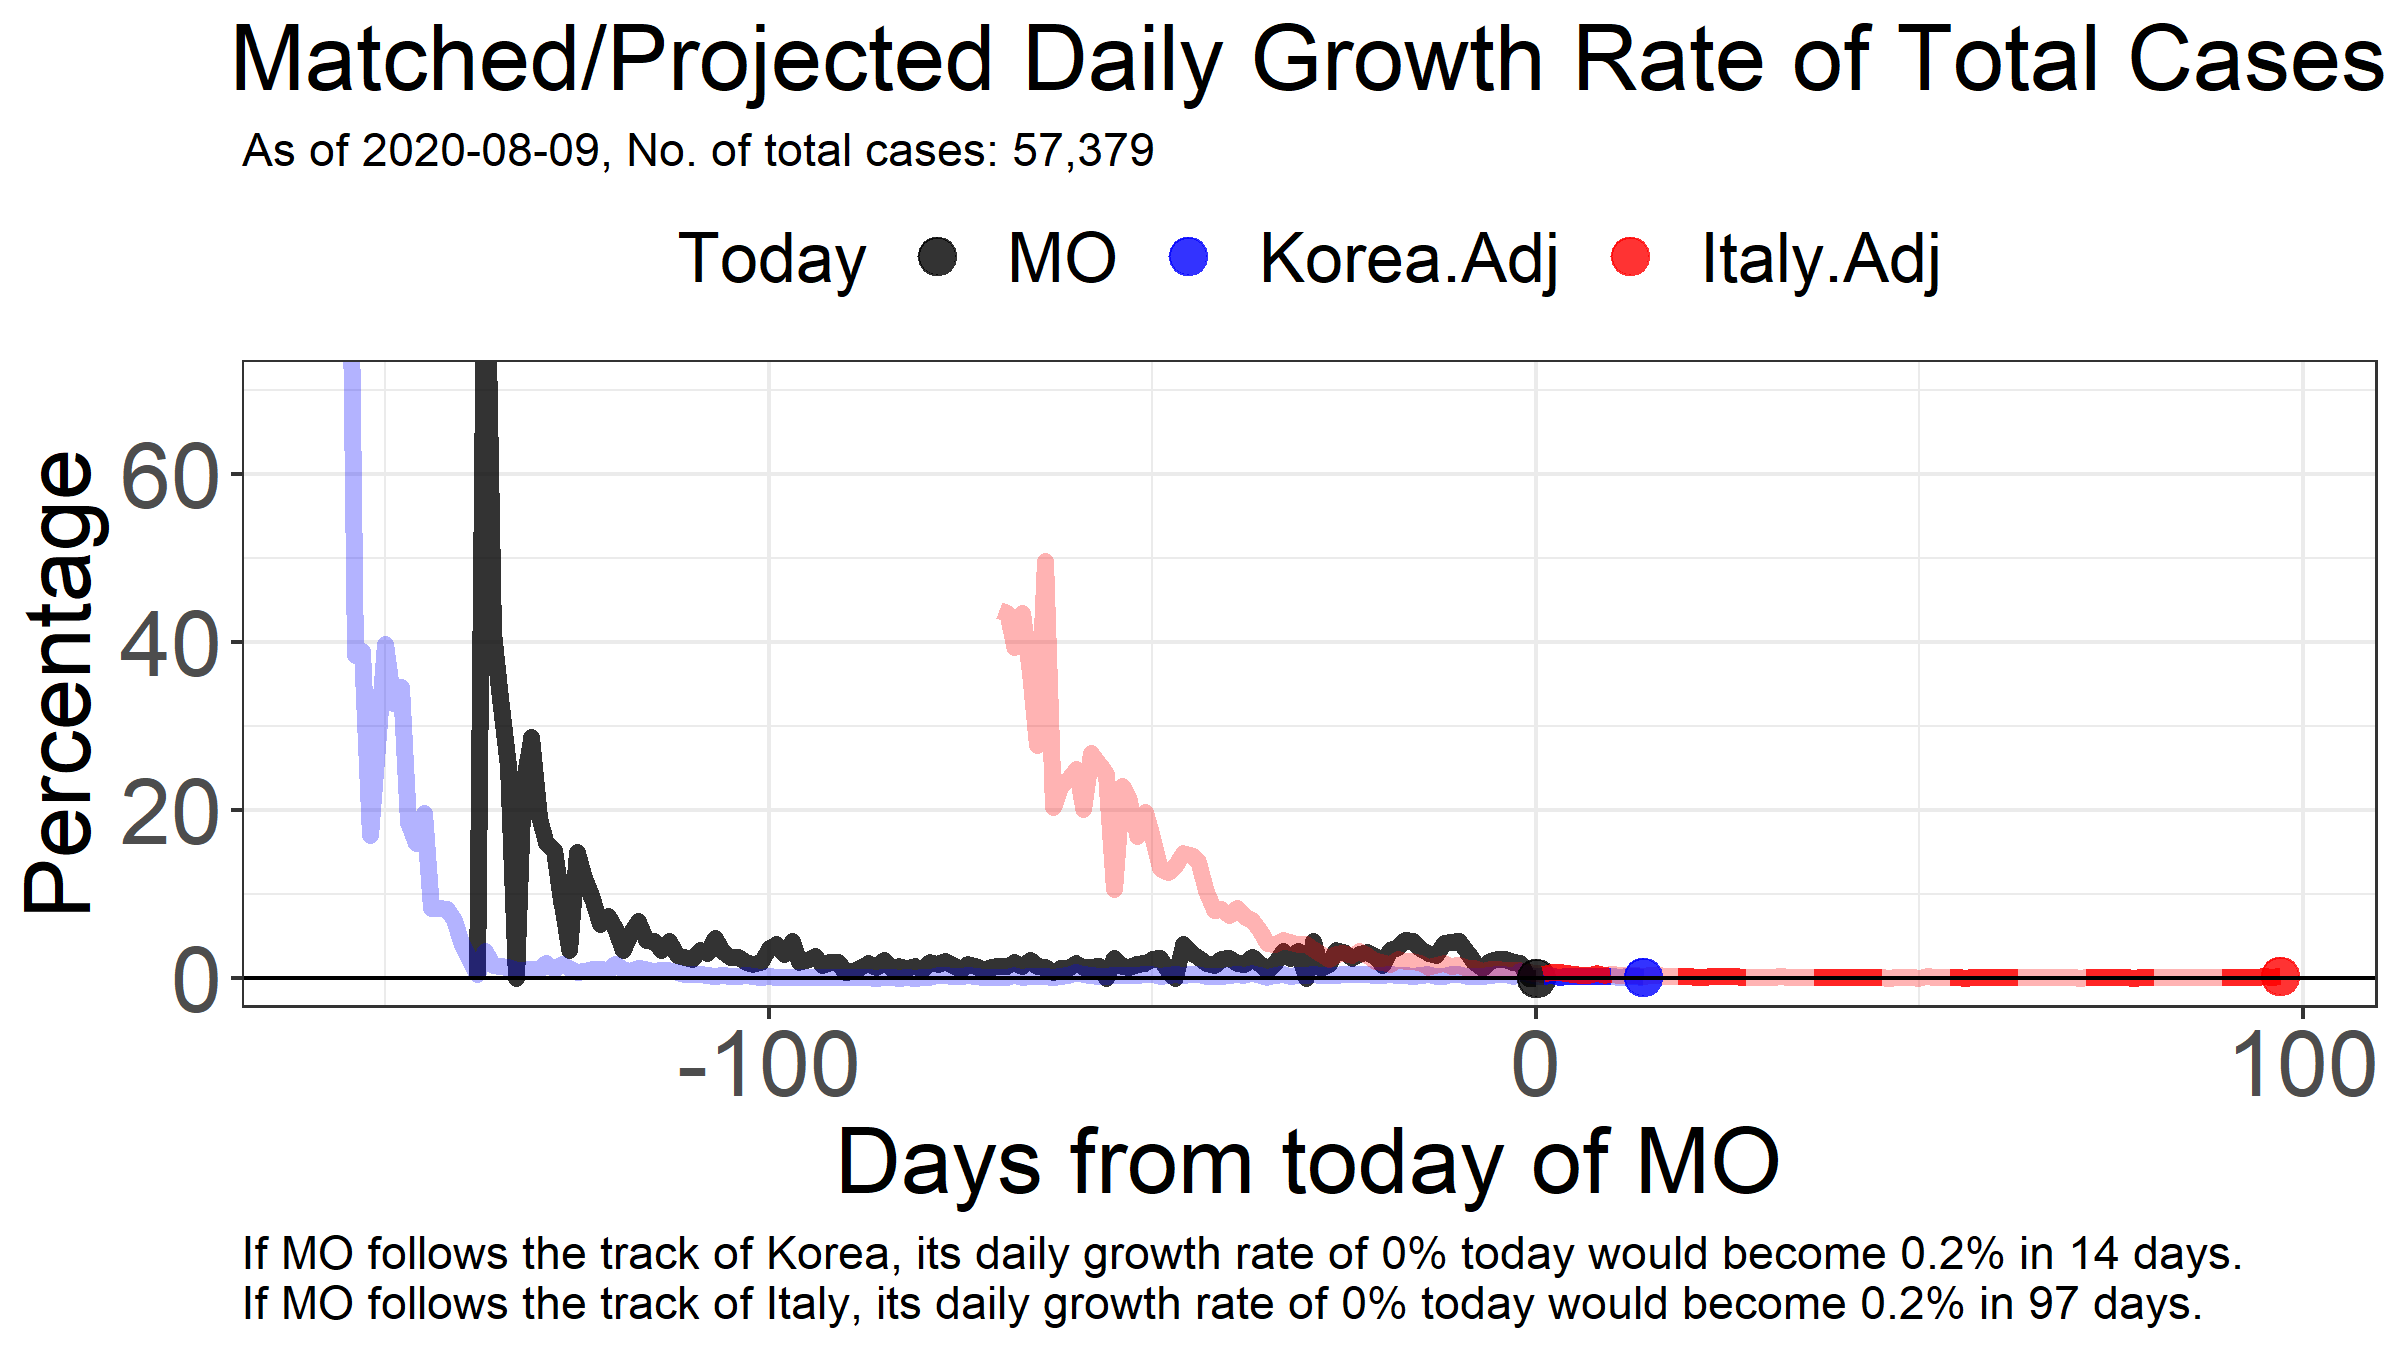 Matched/Projected Daily Growth Rate of Total Cases
As of 2020-08-09, No. of total cases: 57,379
Today MO Korea.Adj Italy.Adj
Percentage
60
40
20
0
-100 0 100
Days from today of MO
If MO follows the track of Korea, its daily growth rate of 0% today would become 0.2% in 14 days.
If MO follows the track of Italy, its daily growth rate of 0% today would become 0.2% in 97 days.